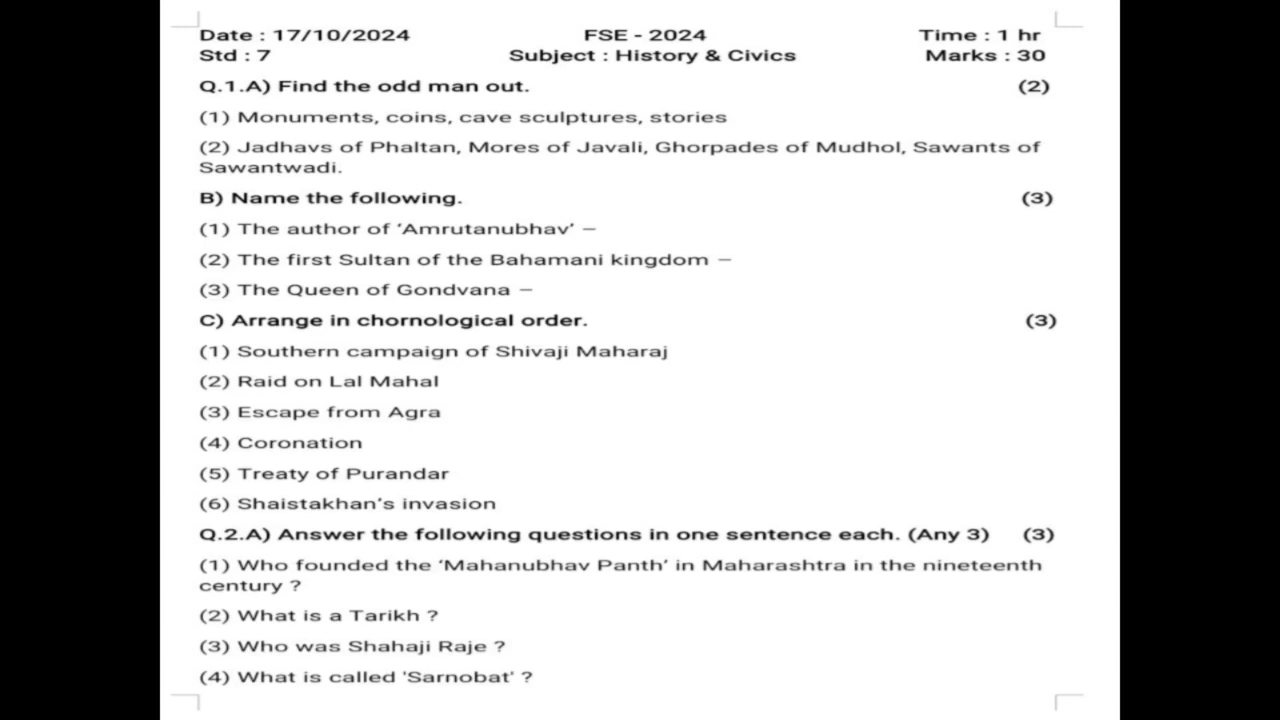 Date : 17/10/2024 FSE - 2024 Time : 1 hr
Std : 7 Subject : History & Civics Marks : 30
Q.1.A) Find the odd man out. (2)
(1) Monuments, coins, cave sculptures, stories
(2) Jadhavs of Phaltan, Mores of Javali, Ghorpades of Mudhol, Sawants of
Sawantwadi.
B) Name the following. (3)
(1) The author of ‘Amrutanubhav’ –
(2) The first Sultan of the Bahamani kingdom –
(3) The Queen of Gondvana –
C) Arrange in chornological order. (3)
(1) Southern campaign of Shivaji Maharaj
(2) Raid on Lal Mahal
(3) Escape from Agra
(4) Coronation
(5) Treaty of Purandar
(6) Shaistakhan’s invasion
Q.2.A) Answer the following questions in one sentence each. (Any 3) (3)
(1) Who founded the ‘Mahanubhav Panth’ in Maharashtra in the nineteenth
century ?
(2) What is a Tarikh ?
(3) Who was Shahaji Raje ?
(4) What is called 'Sarnobat' ?